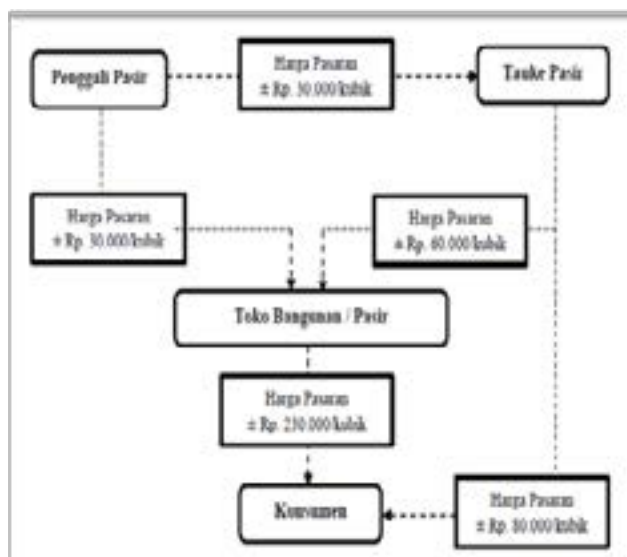 Penggali Pasir
Harga Pasaran
± Rp. 30.000/kubik
Tauke Pasir
Harga Pasaran
± Rp. 30.000/kubik
Harga Pasaran
± Rp. 60.000/kubik
Toko Bangunan / Pasir
Harga Pasaran
± Rp. 230.000/kubik
Konsumen
Harga Pasaran
± Rp. 80.000/kubik